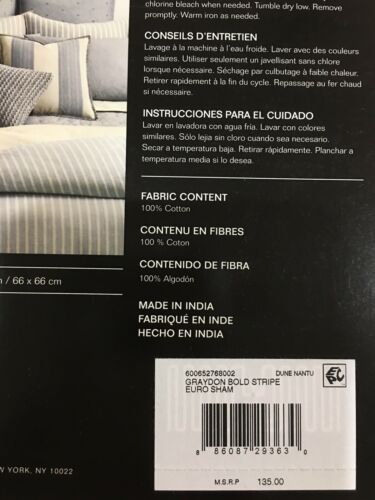 chlorine bleach when needed. Tumble dry low. Remove
promptly. Warm iron as needed.
CONSEILS D'ENTRETIEN
Lavage à la machine à l'eau froide. Laver avec des couleurs
similaires. Utiliser seulement un javellisant sans chlore
lorsque nécessaire. Séchage par culbutage à faible chaleur.
Retirer rapidement à la fin du cycle. Repassage au fer chaud
si nécessaire.
INSTRUCCIONES PARA EL CUIDADO
Lavar en lavadora con agua fría. Lavar con colores
similares. Sólo lejia sin cloro cuando sea necesario.
Secar a temperatura baja. Retirar rápidamente. Planchar a
temperatura media si lo desea.
FABRIC CONTENT
100% Cotton
CONTENU EN FIBRES
100 % Coton
CONTENIDO DE FIBRA
100% Algodón
/ 66 x 66 cm
MADE IN INDIA
FABRIQUÉ EN INDE
HECHO EN INDIA
600652768002 DUNE NANTU
GRAYDON BOLD STRIPE
EURO SHAM
8 86087 29363 0
M.S.R.P 135.00
YORK, NY 10022